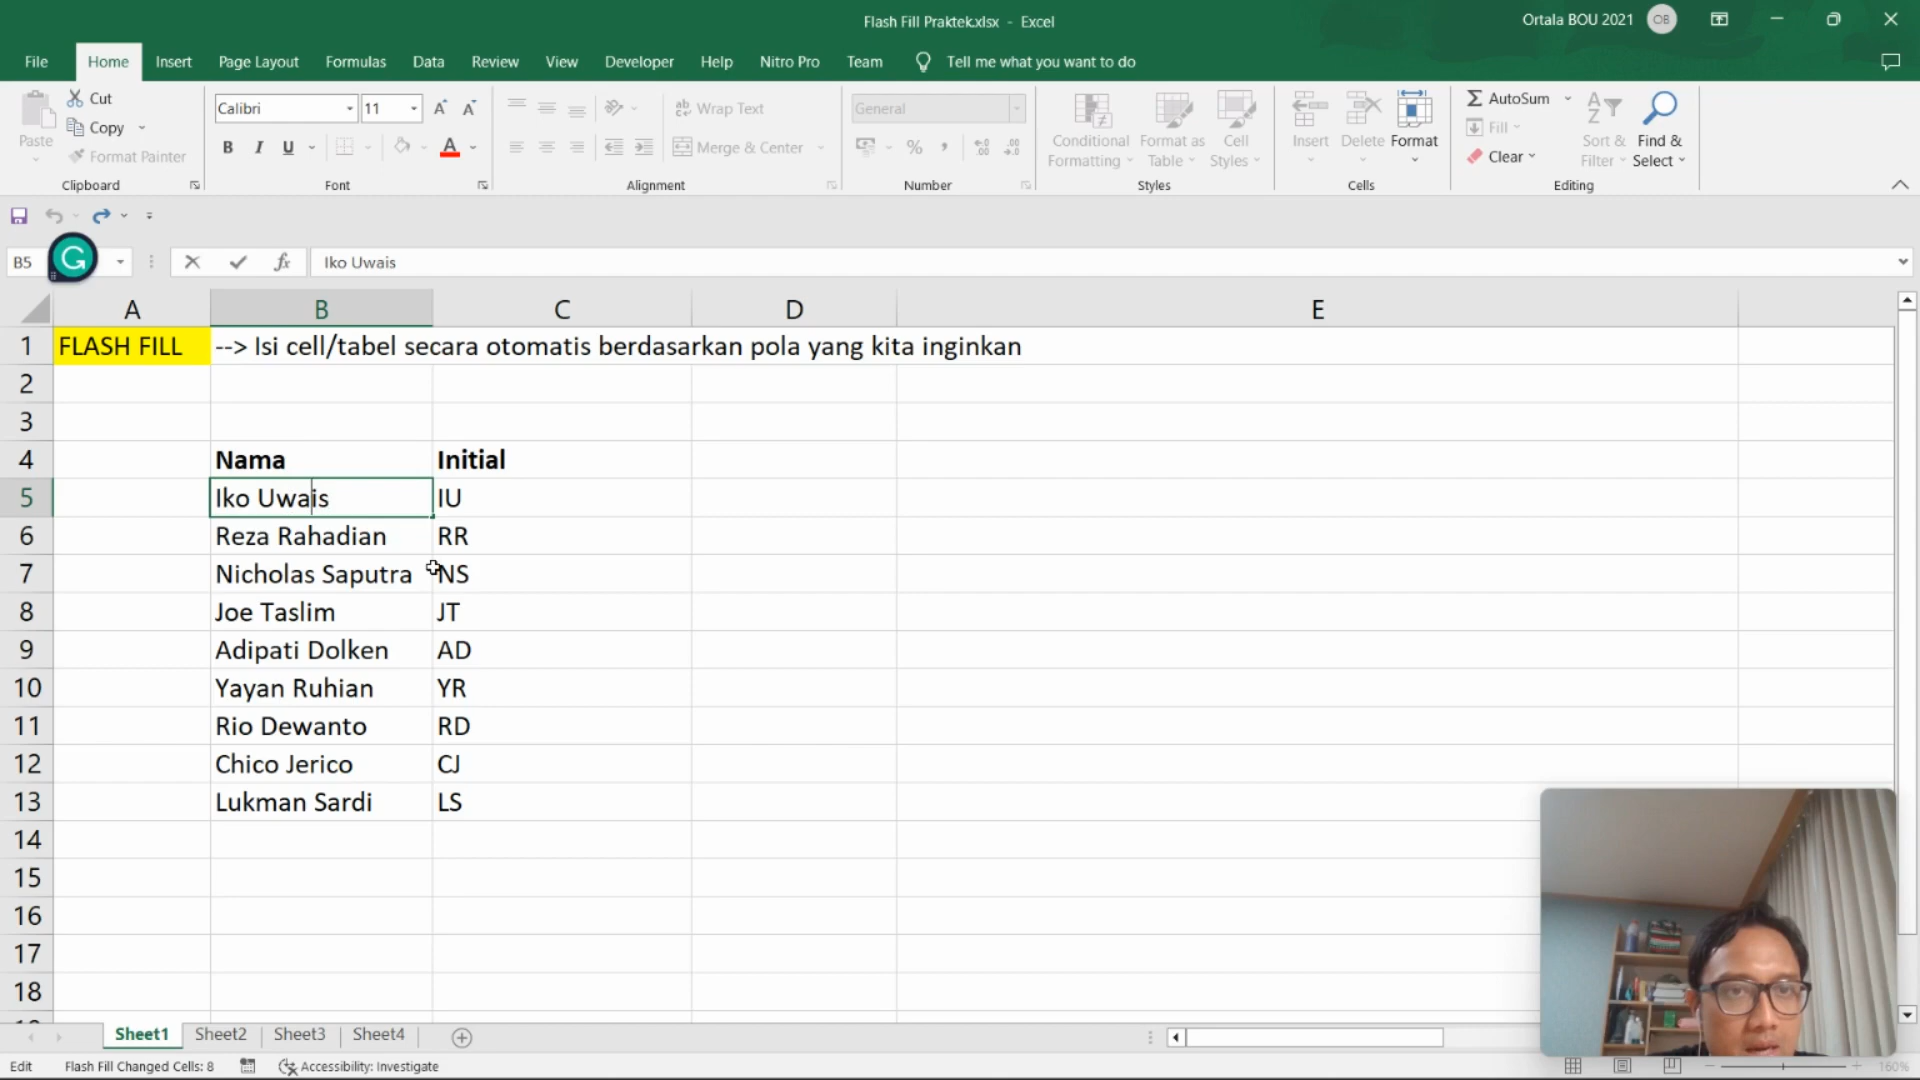 Flash Fill Praktek.xlsx - Excel
Ortala BOU 2021 OB
File Home Insert Page Layout Formulas Data Review View Developer Help Nitro Pro Team Tell me what you want to do
Paste Cut Copy Format Painter
Calibri 11 A A
B I U A
ab Wrap Text
Merge & Center
General
% ,
Conditional Formatting
Format as Table
Cell Styles
Insert Delete Format
AutoSum
Fill
Clear
Sort & Filter
Find & Select
Clipboard Font Alignment Number Styles Cells Editing
B5 G fx Iko Uwais
A B C D E
1 FLASH FILL --> Isi cell/tabel secara otomatis berdasarkan pola yang kita inginkan
2
3
4 Nama Initial
5 Iko Uwais IU
6 Reza Rahadian RR
7 Nicholas Saputra NS
8 Joe Taslim JT
9 Adipati Dolken AD
10 Yayan Ruhian YR
11 Rio Dewanto RD
12 Chico Jerico CJ
13 Lukman Sardi LS
14
15
16
17
18
Sheet1 Sheet2 Sheet3 Sheet4
Edit Flash Fill Changed Cells: 8 Accessibility: Investigate 160%